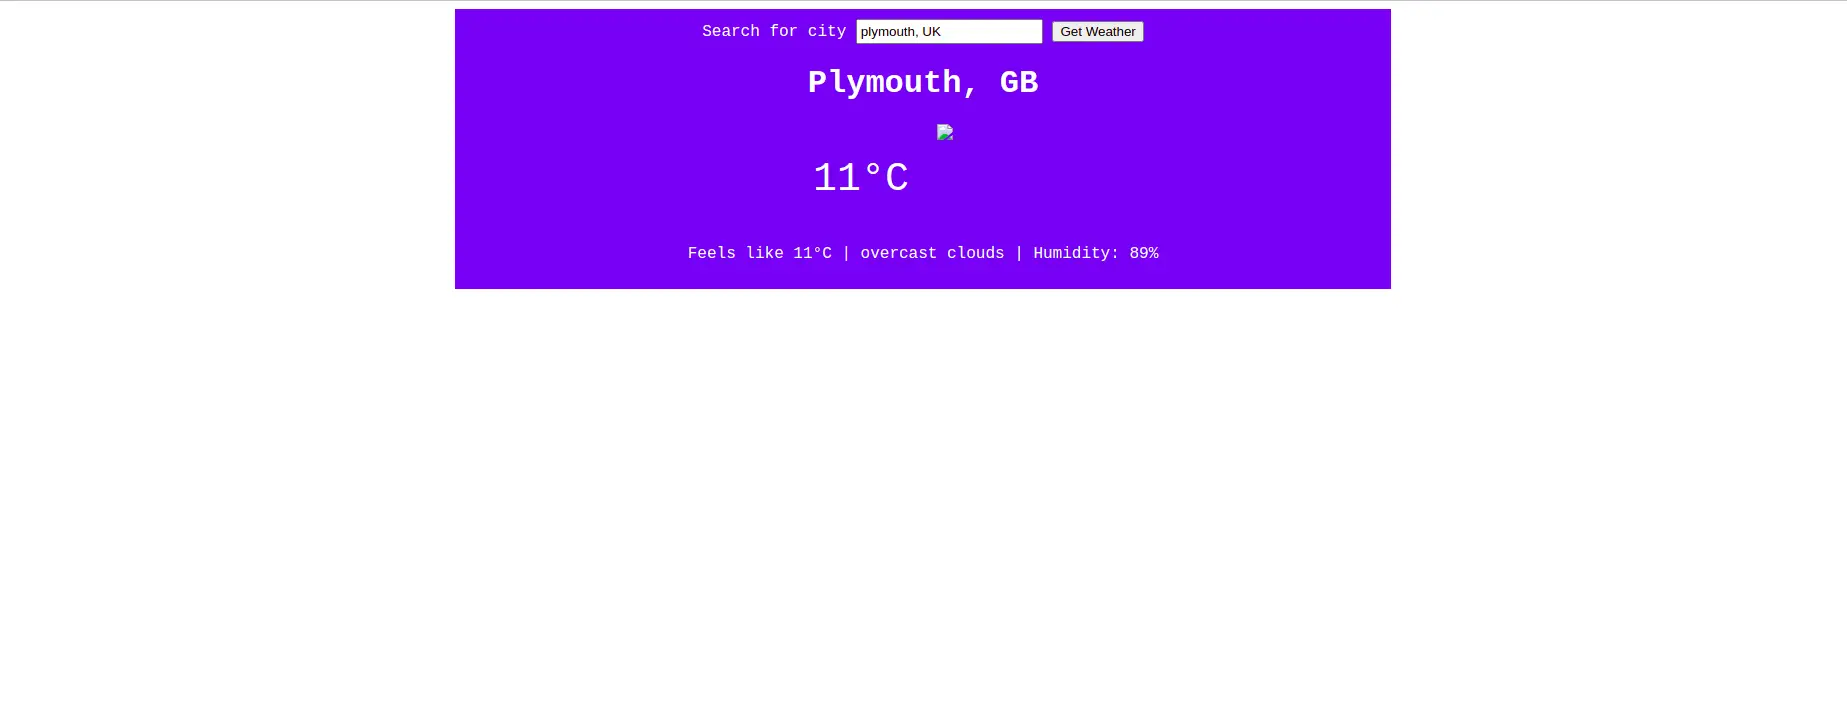 Search for city plymouth, UK Get Weather
Plymouth, GB
11°C
Feels like 11°C | overcast clouds | Humidity: 89%